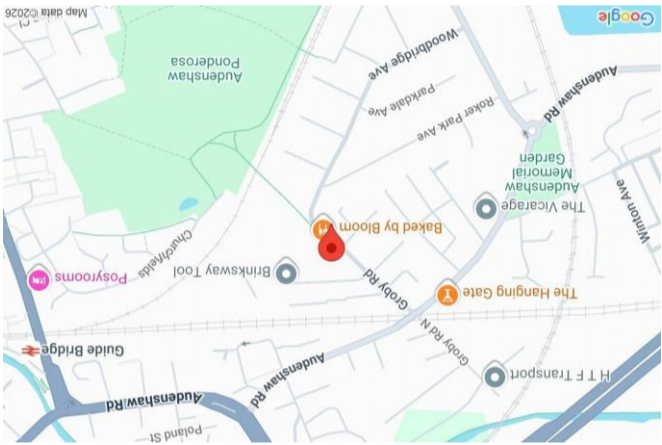 Poland St
Audenshaw Rd
H T F Transport
Guide Bridge
Audenshaw
Rd
Groby Rd N
The Hanging Gate
Posyrooms
Brinksway Tool
Groby Rd
Churchfields
Baked by Bloom
The Vicarage
Winton Ave
Audenshaw
Memorial
Garden
Audenshaw Rd
Roker Park Ave
Parkdale Ave
Woodbridge Ave
Audenshaw
Ponderosa
Google
Map data ©2026